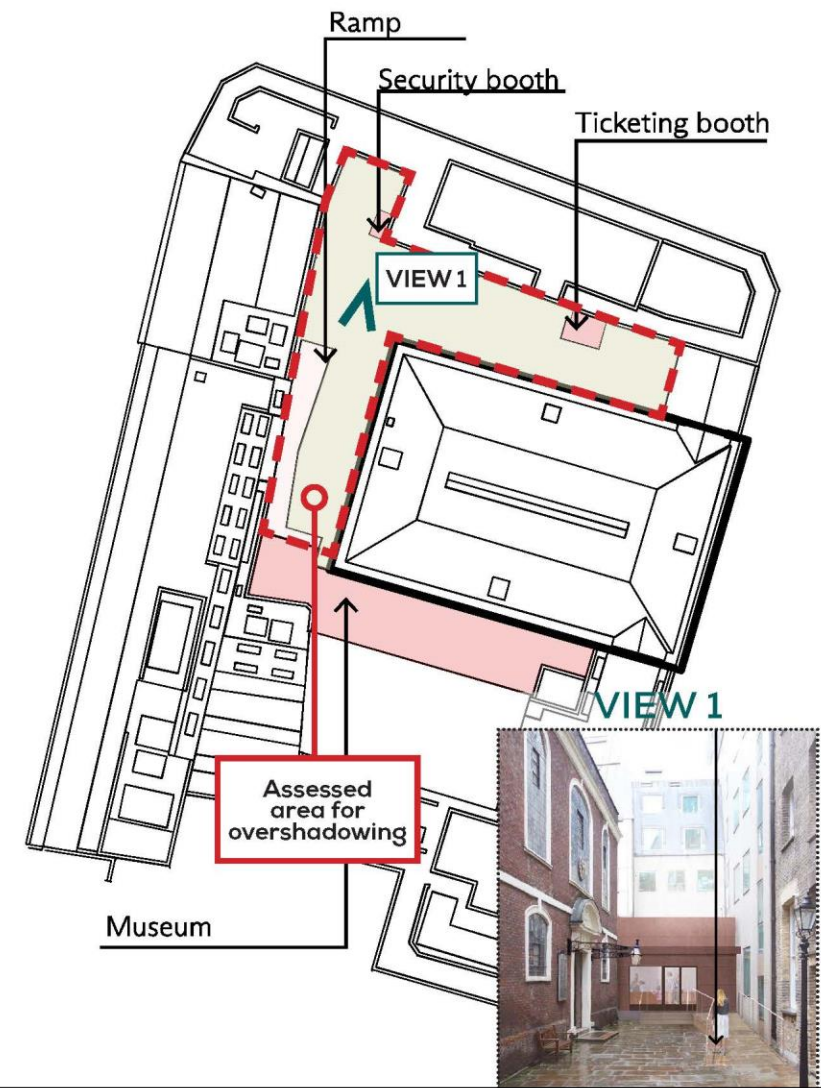 Ramp
Security booth
Ticketing booth
VIEW 1
VIEW 1
Assessed
area for
overshadowing
Museum